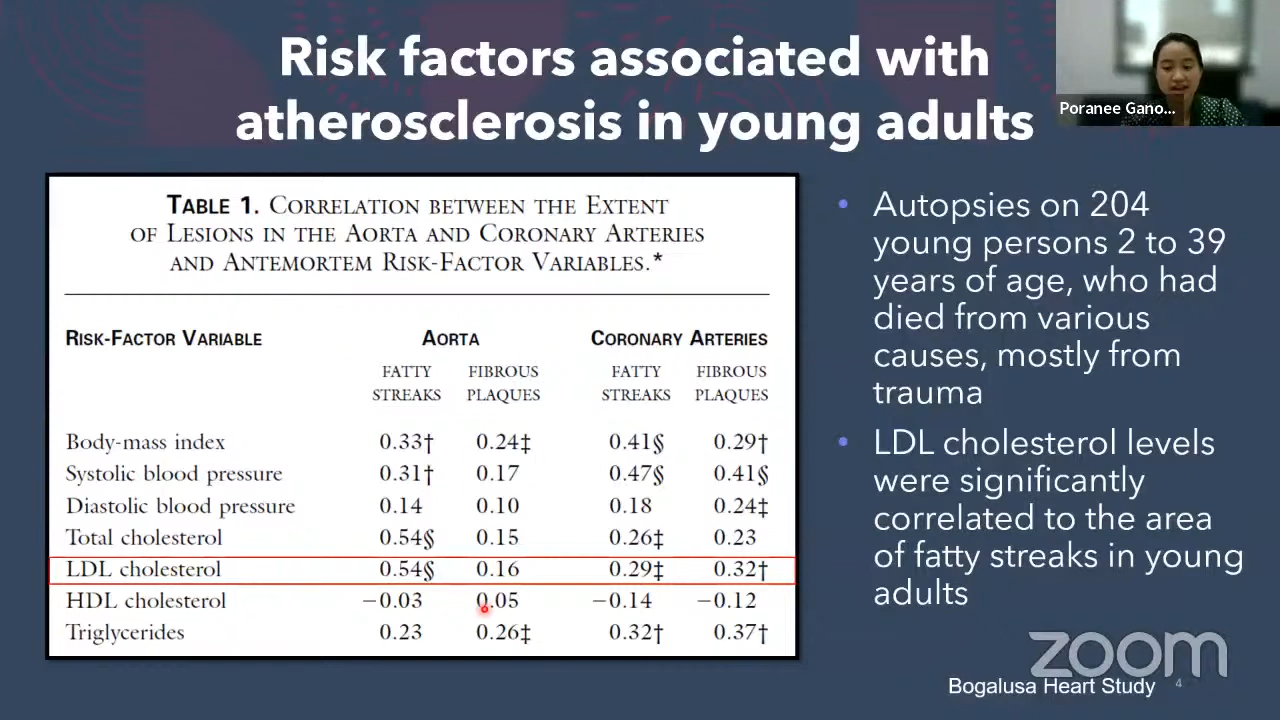 Risk factors associated with
atherosclerosis in young adults
Poranee Gano...
TABLE 1. CORRELATION BETWEEN THE EXTENT
OF LESIONS IN THE AORTA AND CORONARY ARTERIES
AND ANTEMORTEM RISK-FACTOR VARIABLES.*
RISK-FACTOR VARIABLE AORTA CORONARY ARTERIES
FATTY STREAKS FIBROUS PLAQUES FATTY STREAKS FIBROUS PLAQUES
Body-mass index 0.33† 0.24‡ 0.41§ 0.29†
Systolic blood pressure 0.31† 0.17 0.47§ 0.41§
Diastolic blood pressure 0.14 0.10 0.18 0.24‡
Total cholesterol 0.54§ 0.15 0.26‡ 0.23
LDL cholesterol 0.54§ 0.16 0.29‡ 0.32†
HDL cholesterol −0.03 0.05 −0.14 −0.12
Triglycerides 0.23 0.26‡ 0.32† 0.37†
• Autopsies on 204
young persons 2 to 39
years of age, who had
died from various
causes, mostly from
trauma
• LDL cholesterol levels
were significantly
correlated to the area
of fatty streaks in young
adults
zoom
Bogalusa Heart Study 4